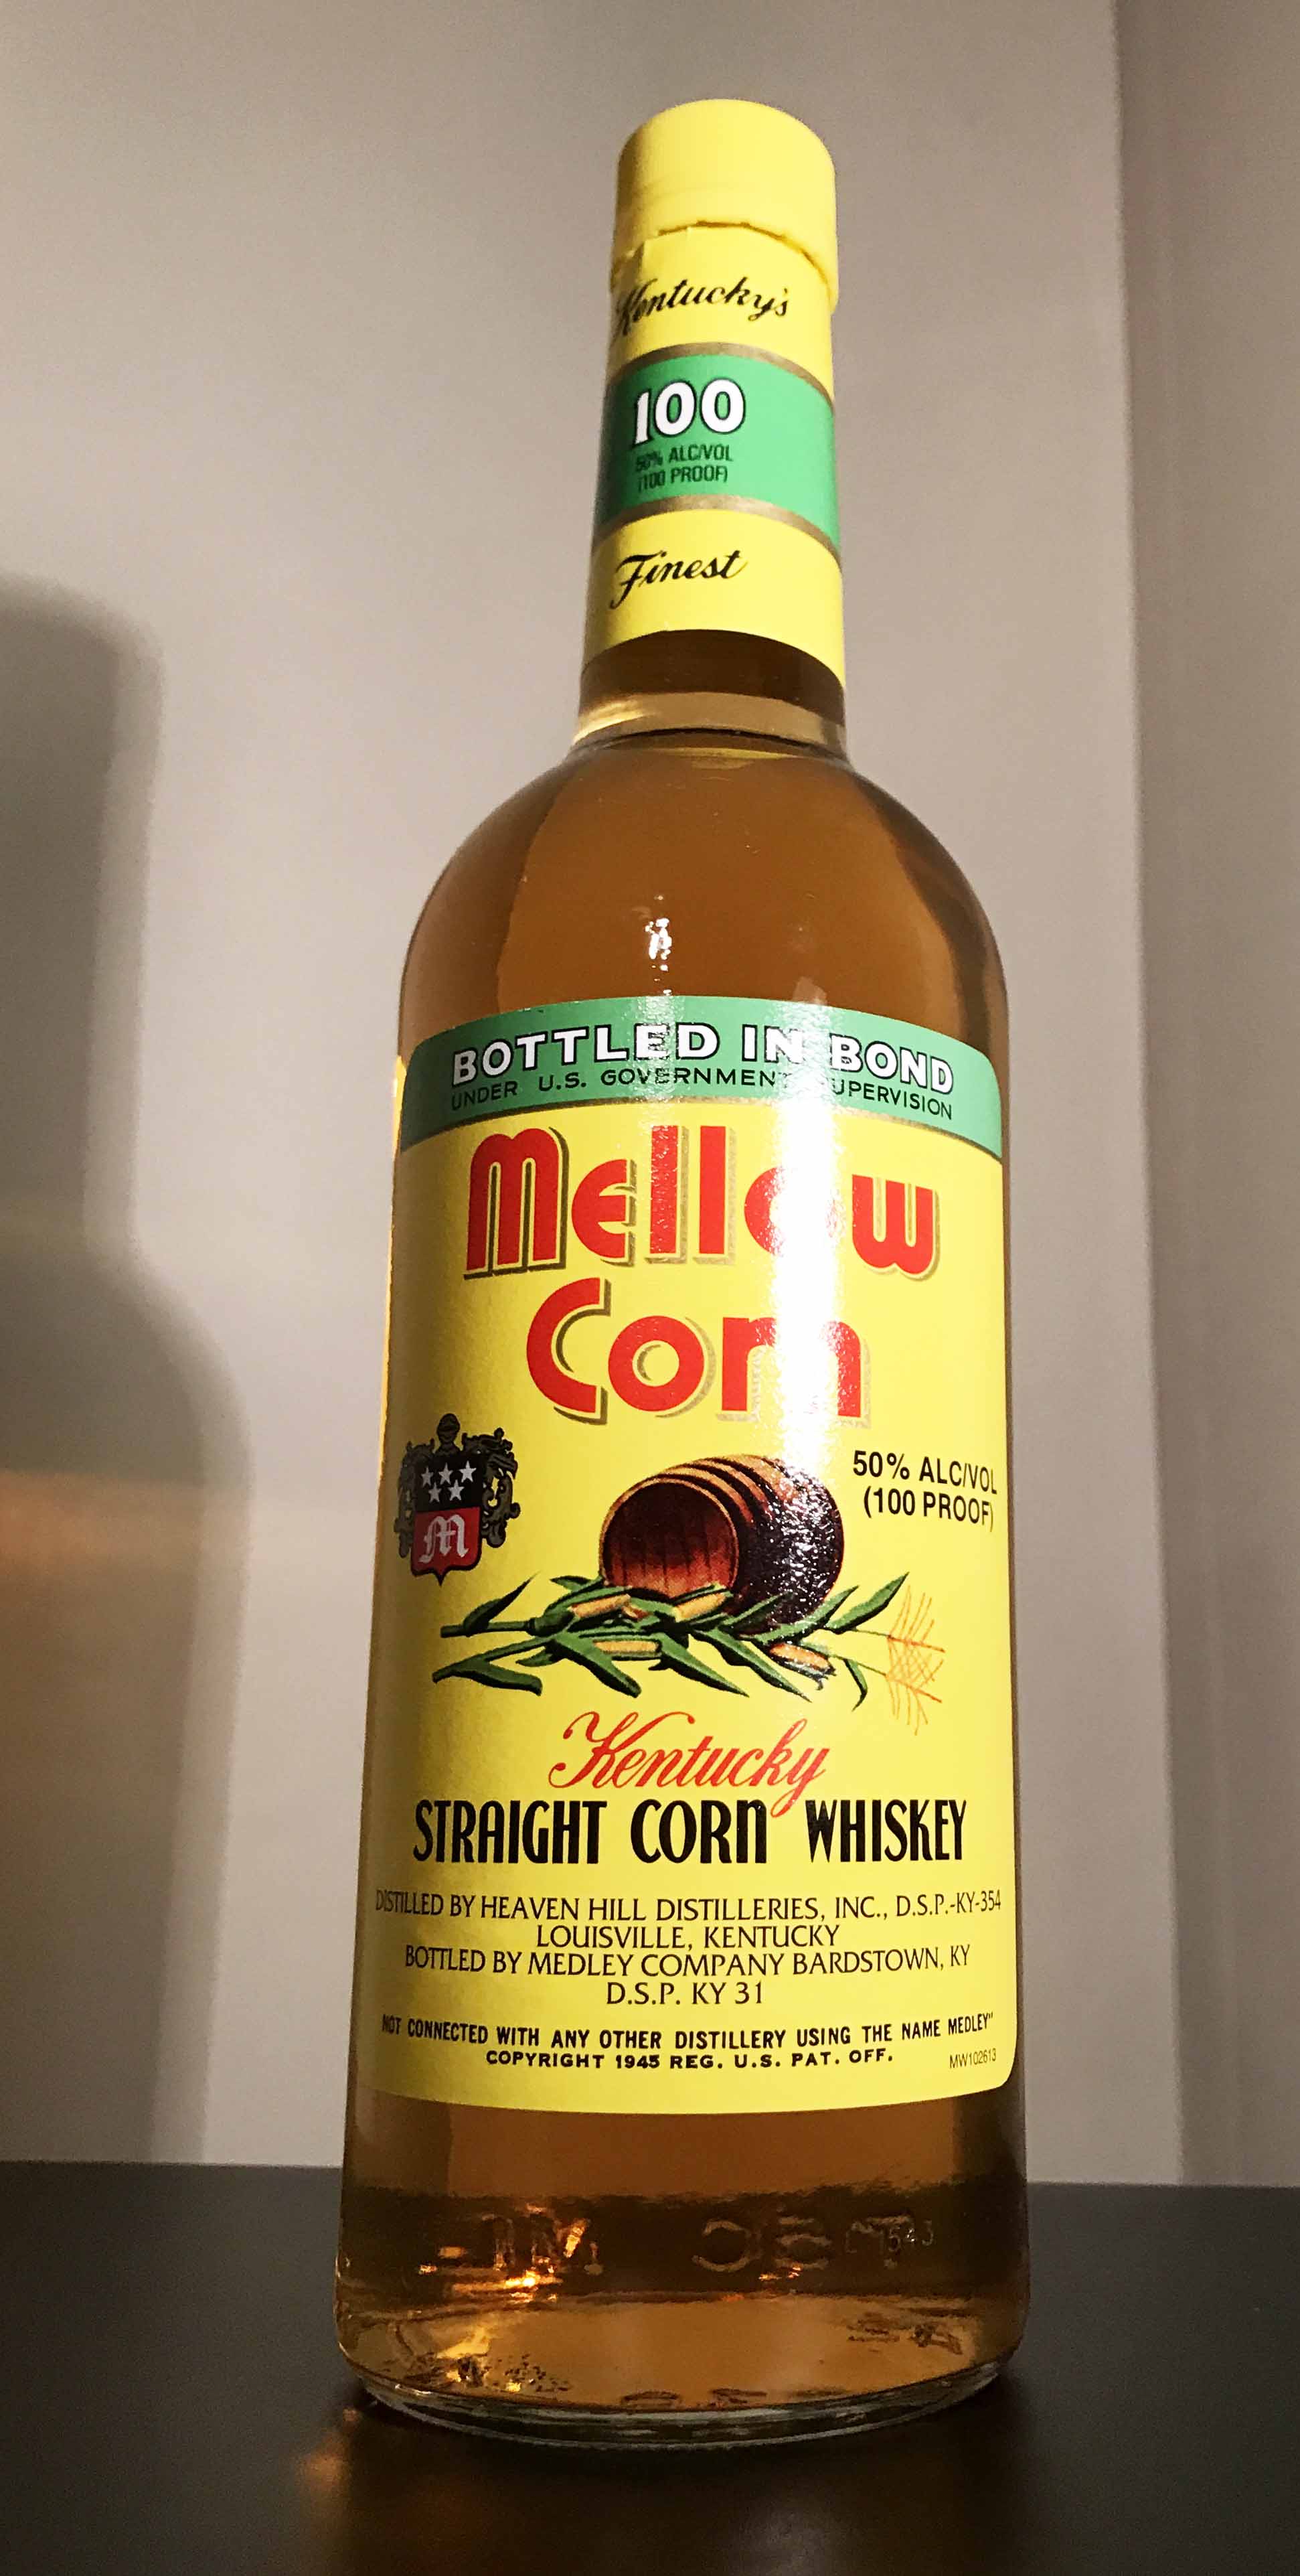 Kentucky's
100
50% ALC/VOL
(100 PROOF)
Finest
BOTTLED IN BOND
UNDER U.S. GOVERNMENT SUPERVISION
Mellow
Corn
M
50% ALC/VOL
(100 PROOF)
Kentucky
STRAIGHT CORN WHISKEY
DISTILLED BY HEAVEN HILL DISTILLERIES, INC., D.S.P.-KY-354
LOUISVILLE, KENTUCKY
BOTTLED BY MEDLEY COMPANY BARDSTOWN, KY
D.S.P. KY 31
NOT CONNECTED WITH ANY OTHER DISTILLERY USING THE NAME MEDLEY"
COPYRIGHT 1945 REG. U.S. PAT. OFF.
MW102613